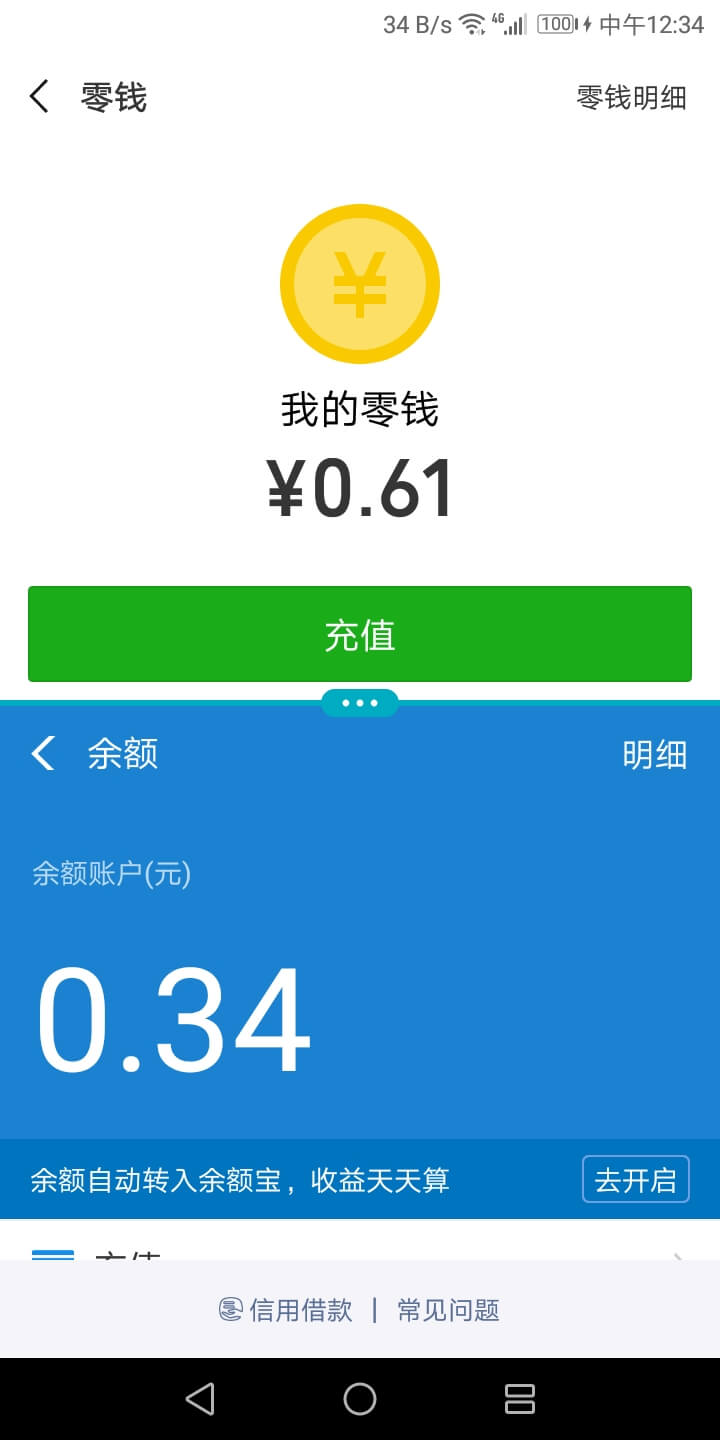 34 B/s 4G 100 中午12:34
零钱 零钱明细
¥
我的零钱
¥0.61
充值
余额 明细
余额账户(元)
0.34
余额自动转入余额宝，收益天天算 去开启
充值
信用借款 | 常见问题